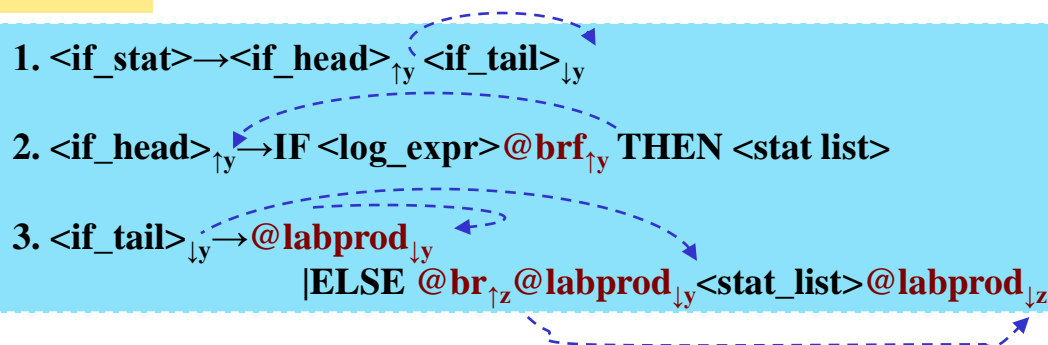 1. <if_stat>→<if_head>↑y <if_tail>↓y
2. <if_head>↑y→IF <log_expr>@brf↑y THEN <stat list>
3. <if_tail>↓y→@labprod↓y
|ELSE @br↑z@labprod↓y<stat_list>@labprod↓z